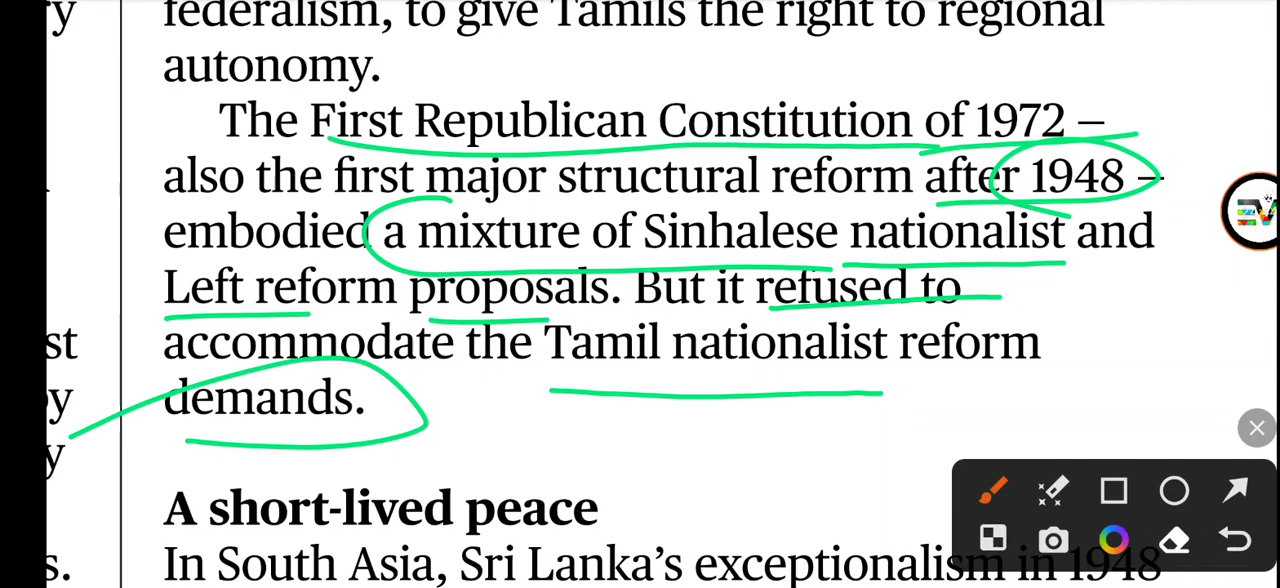 federalism, to give Tamils the right to regional
autonomy.
The First Republican Constitution of 1972 –
also the first major structural reform after 1948 –
embodied a mixture of Sinhalese nationalist and
Left reform proposals. But it refused to
accommodate the Tamil nationalist reform
demands.
A short-lived peace
In South Asia, Sri Lanka’s exceptionalism in 1948